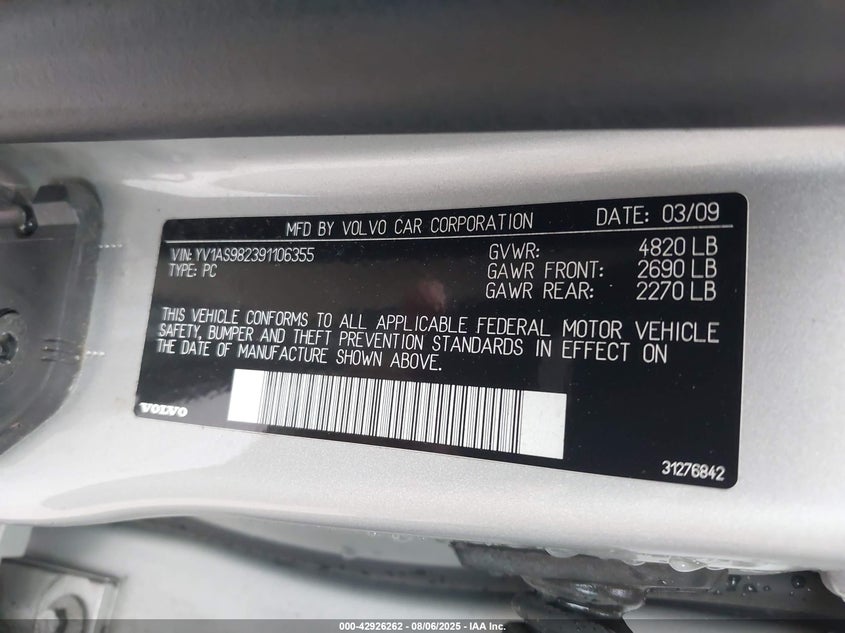 MFD BY VOLVO CAR CORPORATION DATE: 03/09
VIN: YV1AS982391106355 GVWR: 4820 LB
TYPE: PC GAWR FRONT: 2690 LB
GAWR REAR: 2270 LB
THIS VEHICLE CONFORMS TO ALL APPLICABLE FEDERAL MOTOR VEHICLE
SAFETY, BUMPER AND THEFT PREVENTION STANDARDS IN EFFECT ON
THE DATE OF MANUFACTURE SHOWN ABOVE.
VOLVO
31276842
000-42926262 - 08/06/2025 - IAA Inc.